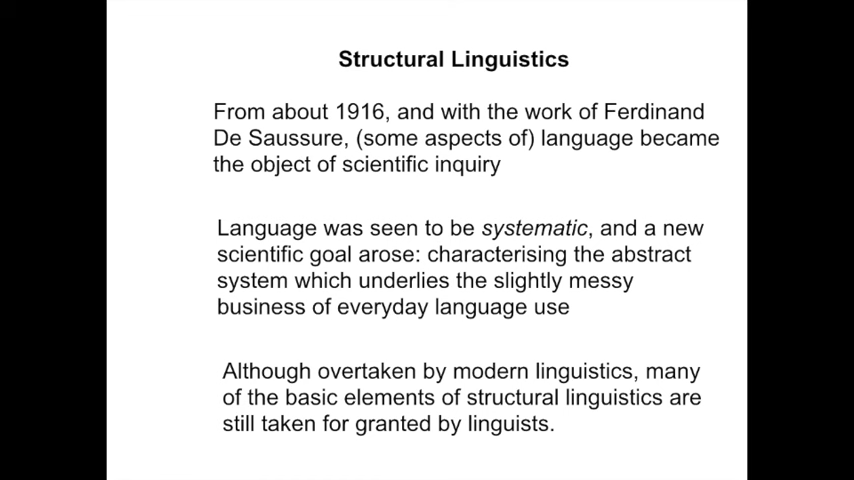 Structural Linguistics
From about 1916, and with the work of Ferdinand
De Saussure, (some aspects of) language became
the object of scientific inquiry
Language was seen to be systematic, and a new
scientific goal arose: characterising the abstract
system which underlies the slightly messy
business of everyday language use
Although overtaken by modern linguistics, many
of the basic elements of structural linguistics are
still taken for granted by linguists.